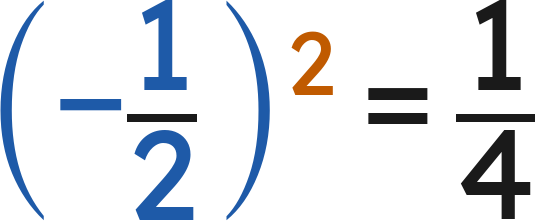 (−1/2)² = 1/4